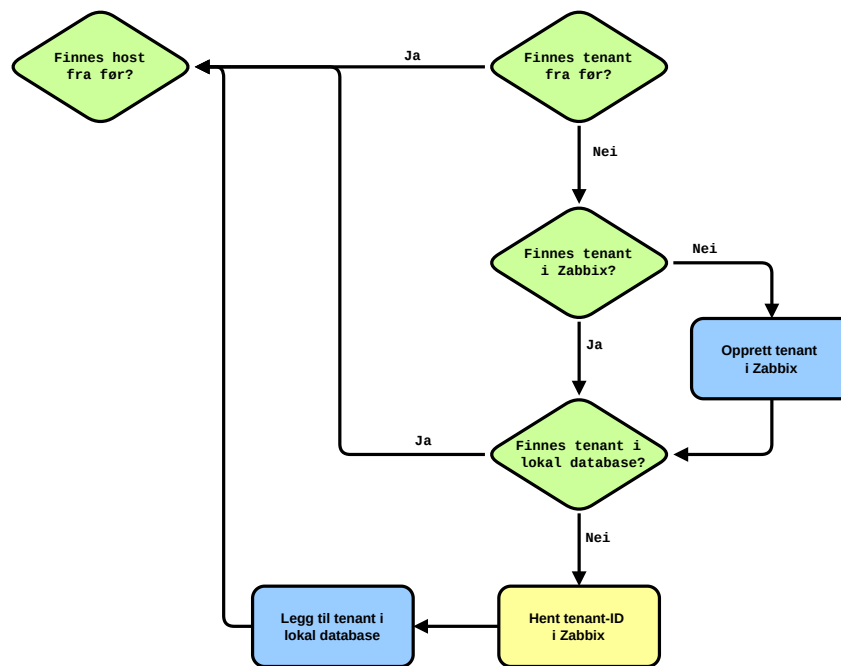 Finnes host
fra før?
Ja
Finnes tenant
fra før?
Nei
Finnes tenant
i Zabbix?
Nei
Opprett tenant
i Zabbix
Ja
Finnes tenant i
lokal database?
Ja
Nei
Hent tenant-ID
i Zabbix
Legg til tenant i
lokal database